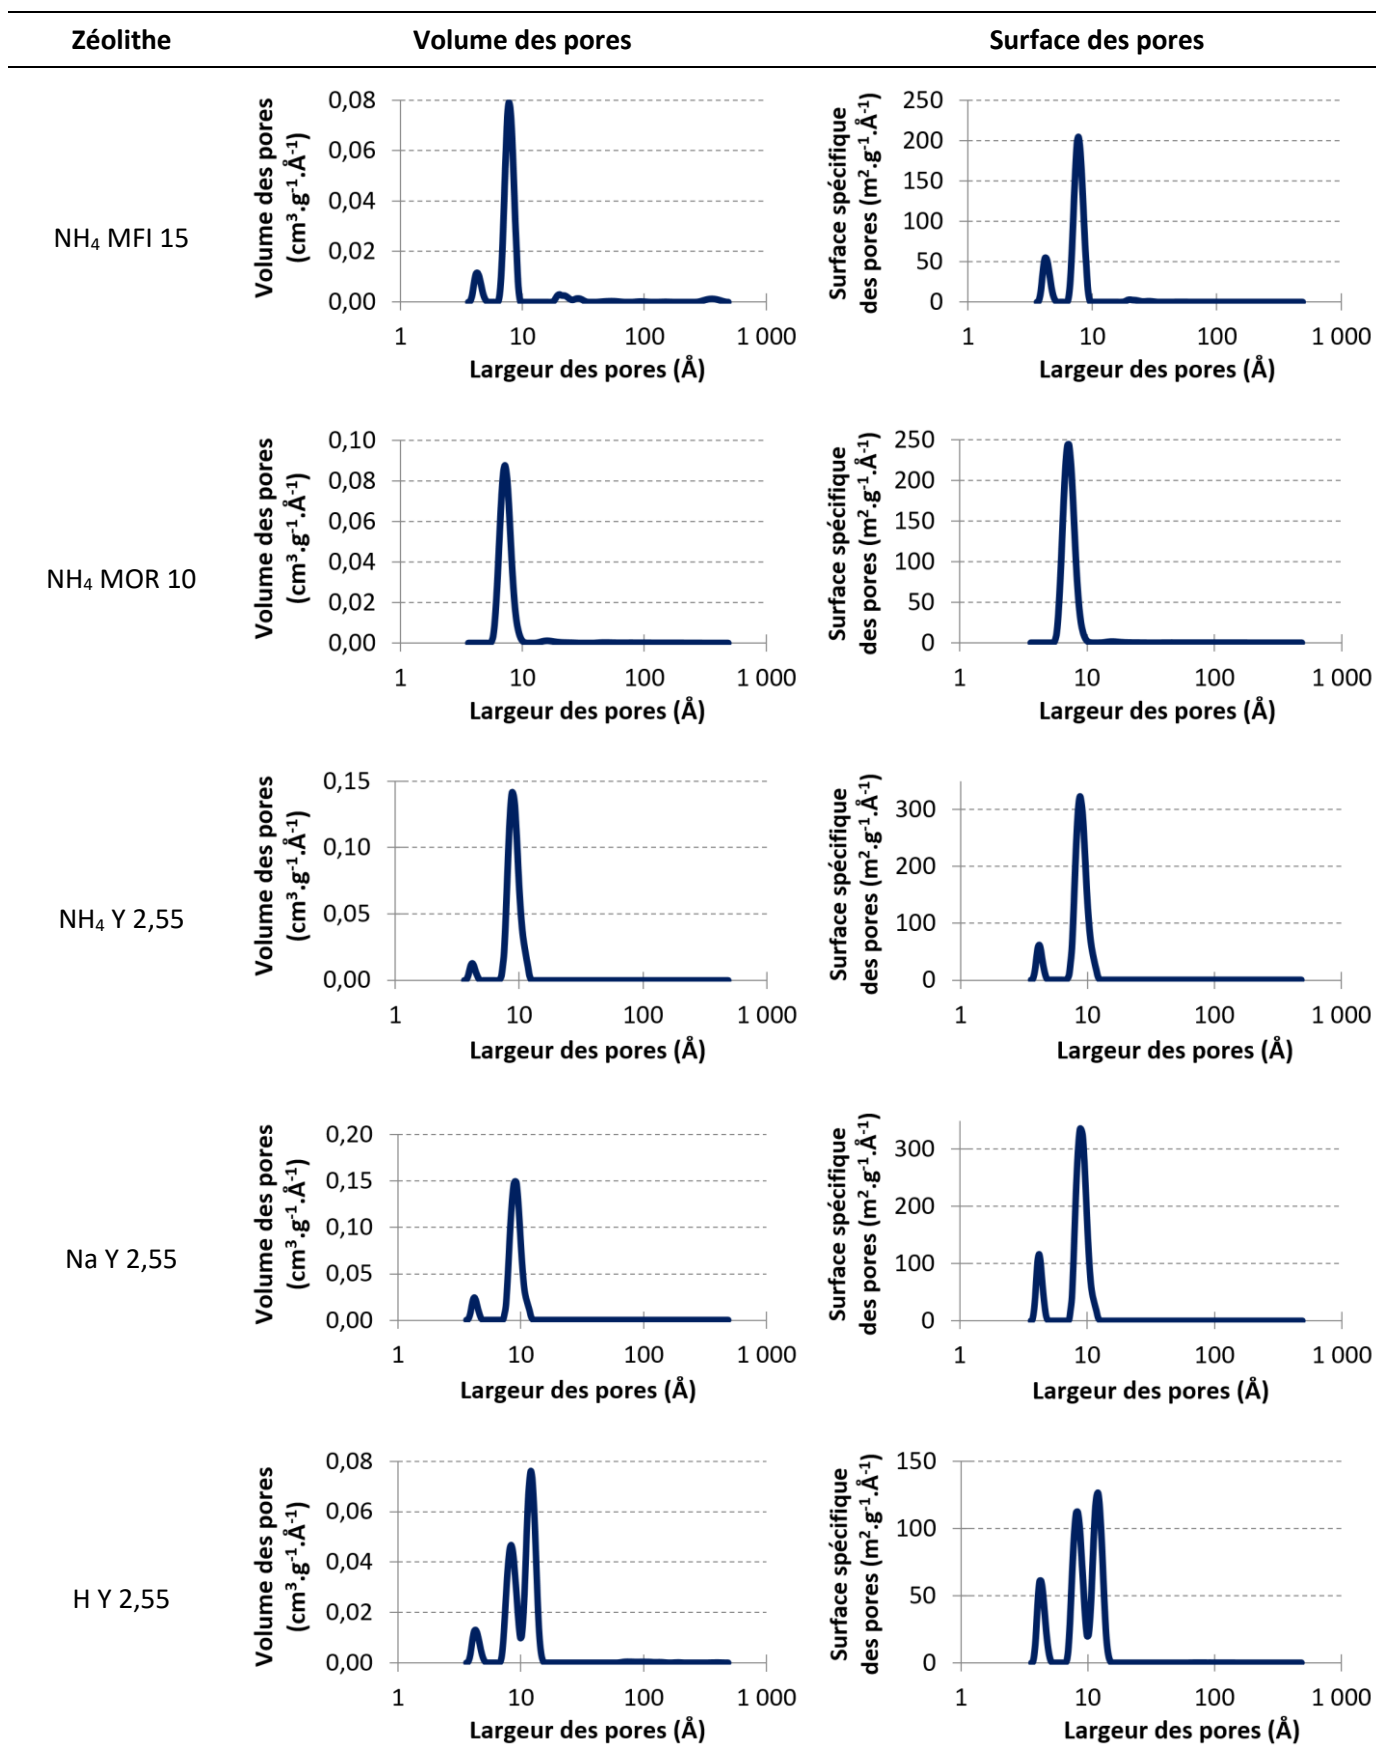 Zéolithe Volume des pores Surface des pores
NH₄ MFI 15
Volume des pores
(cm³·g⁻¹·Å⁻¹)
0,08
0,06
0,04
0,02
0,00
1 10 100 1 000
Largeur des pores (Å)
Surface spécifique
des pores (m²·g⁻¹·Å⁻¹)
250
200
150
100
50
0
1 10 100 1 000
Largeur des pores (Å)
NH₄ MOR 10
Volume des pores
(cm³·g⁻¹·Å⁻¹)
0,10
0,08
0,06
0,04
0,02
0,00
1 10 100 1 000
Largeur des pores (Å)
Surface spécifique
des pores (m²·g⁻¹·Å⁻¹)
250
200
150
100
50
0
1 10 100 1 000
Largeur des pores (Å)
NH₄ Y 2,55
Volume des pores
(cm³·g⁻¹·Å⁻¹)
0,15
0,10
0,05
0,00
1 10 100 1 000
Largeur des pores (Å)
Surface spécifique
des pores (m²·g⁻¹·Å⁻¹)
300
200
100
0
1 10 100 1 000
Largeur des pores (Å)
Na Y 2,55
Volume des pores
(cm³·g⁻¹·Å⁻¹)
0,20
0,15
0,10
0,05
0,00
1 10 100 1 000
Largeur des pores (Å)
Surface spécifique
des pores (m²·g⁻¹·Å⁻¹)
300
200
100
0
1 10 100 1 000
Largeur des pores (Å)
H Y 2,55
Volume des pores
(cm³·g⁻¹·Å⁻¹)
0,08
0,06
0,04
0,02
0,00
1 10 100 1 000
Largeur des pores (Å)
Surface spécifique
des pores (m²·g⁻¹·Å⁻¹)
150
100
50
0
1 10 100 1 000
Largeur des pores (Å)